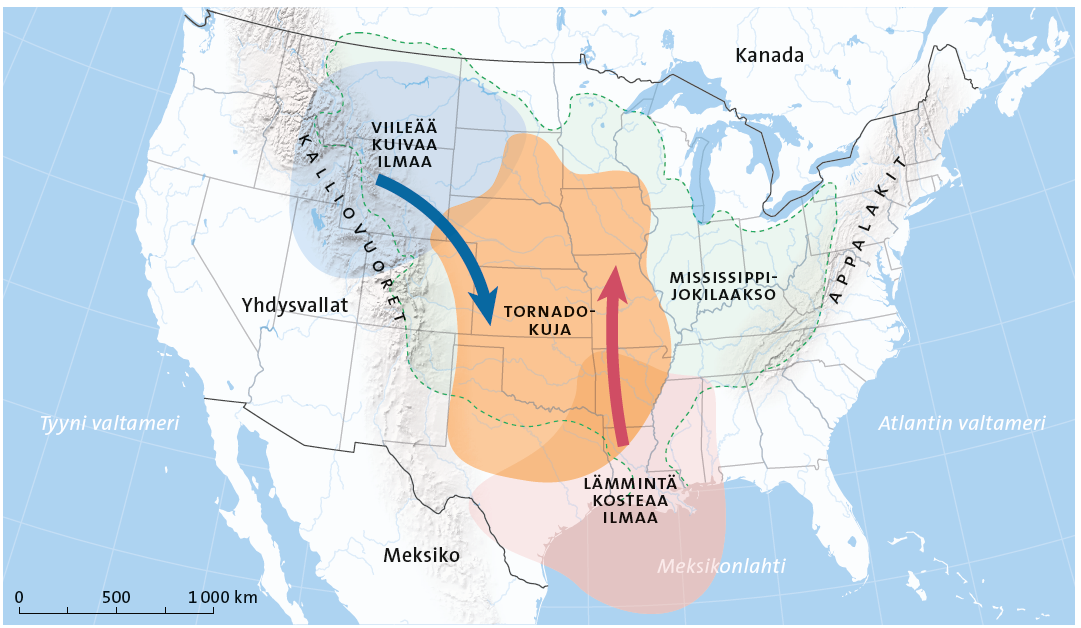 Kanada
VIILEÄÄ
KUIVAA
ILMAA
KALLIOVUORET
APPALAKIT
MISSISSIPPI-
JOKILAAKSO
Yhdysvallat
TORNADO-
KUJA
Tyyni valtameri
Atlantin valtameri
LÄMMINTÄ
KOSTEAA
ILMAA
Meksiko
Meksikonlahti
0 500 1 000 km